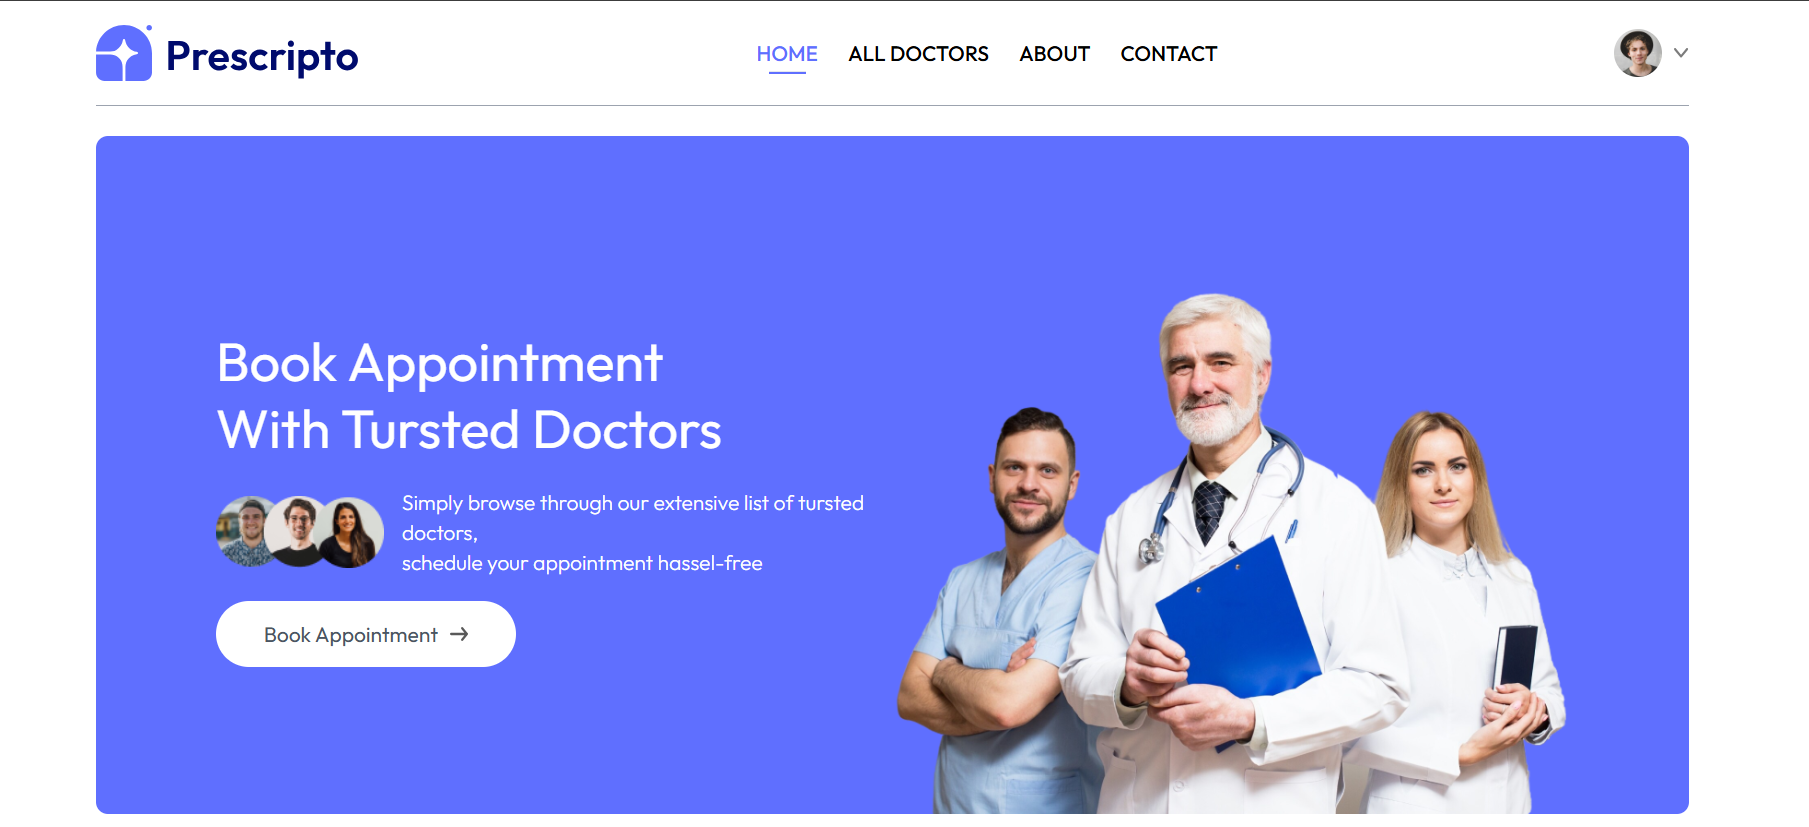 Prescripto
HOME
ALL DOCTORS
ABOUT
CONTACT
Book Appointment
With Tursted Doctors
Simply browse through our extensive list of tursted
doctors,
schedule your appointment hassel-free
Book Appointment →